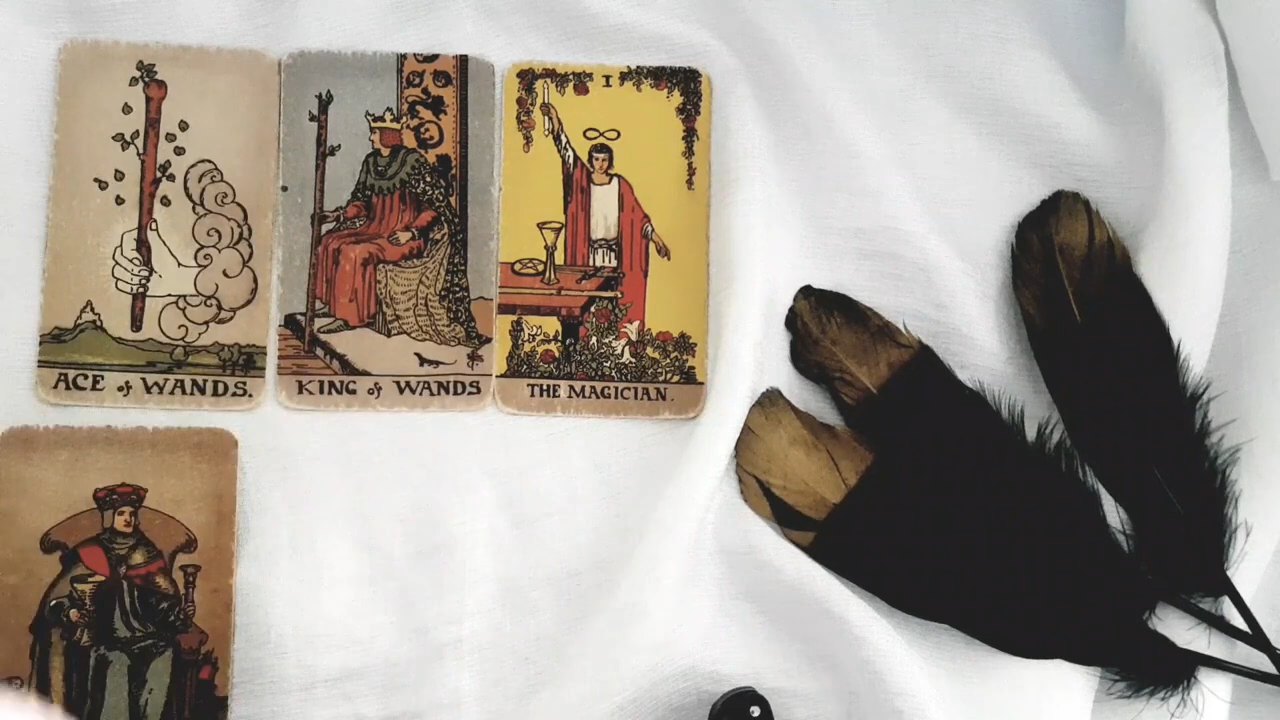 ACE of WANDS.
KING of WANDS
I
THE MAGICIAN.